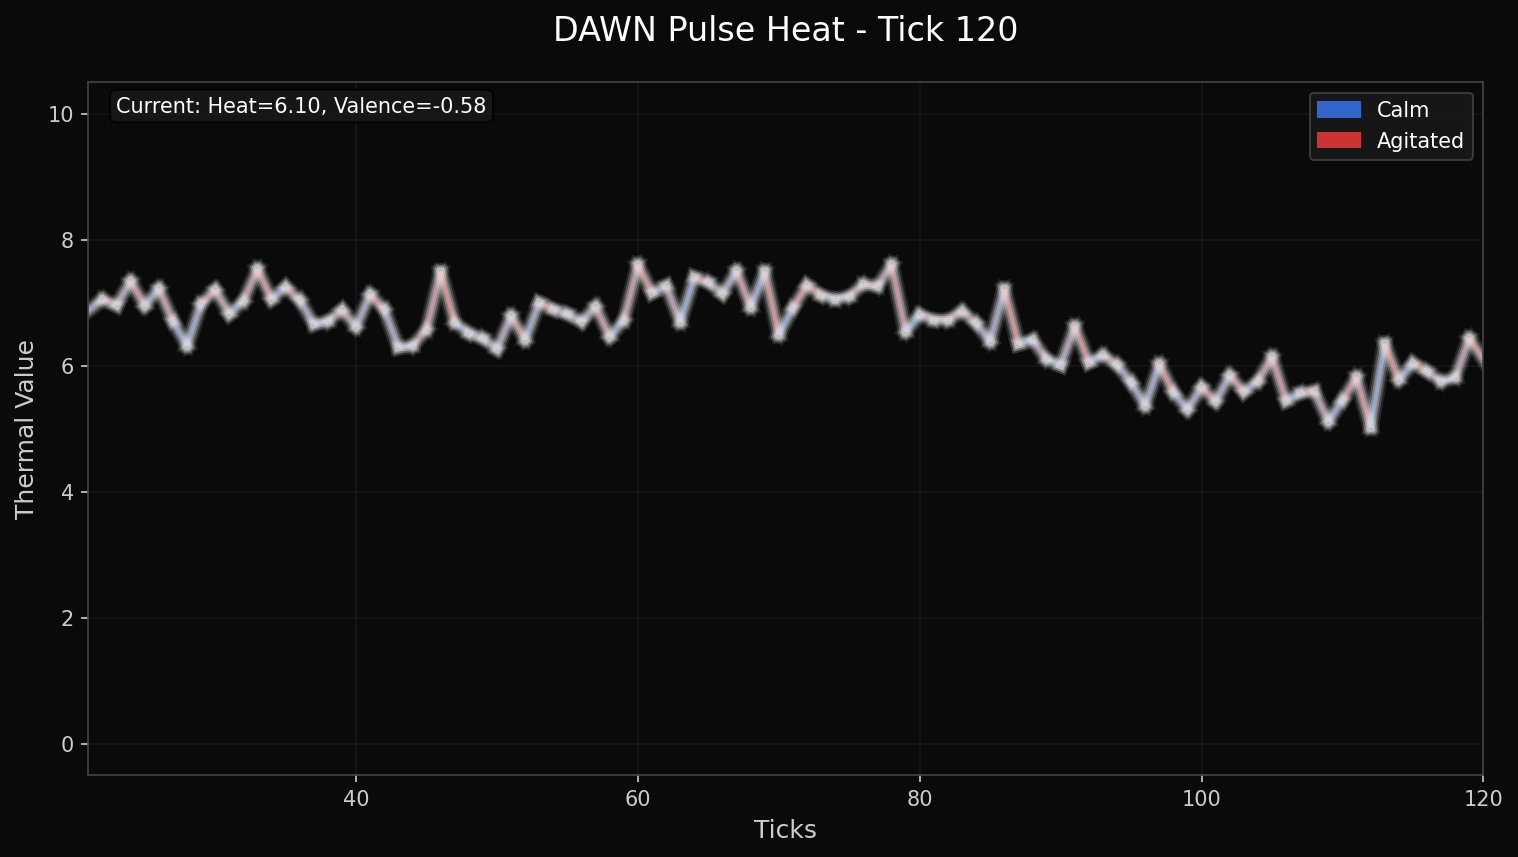 DAWN Pulse Heat - Tick 120
Current: Heat=6.10, Valence=-0.58
Calm
Agitated
10
8
6
4
2
0
Thermal Value
40
60
80
100
120
Ticks